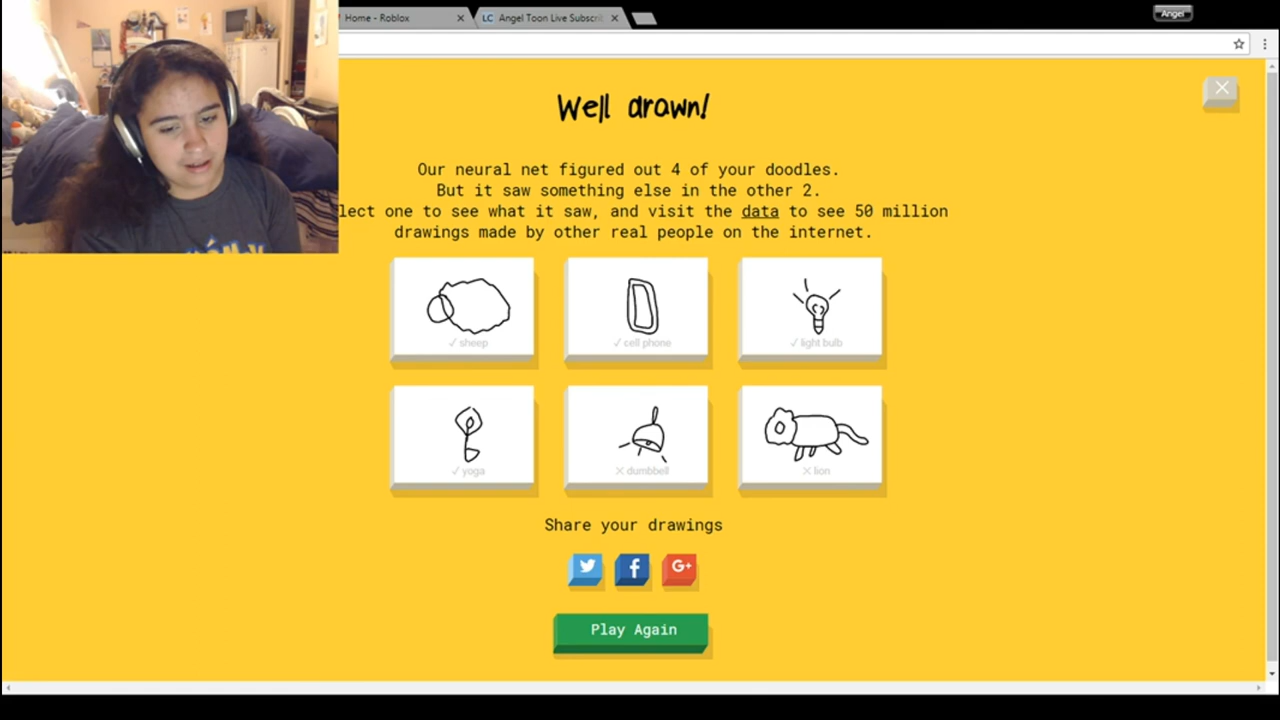 Home - Roblox
LC Angel Toon Live Subscri
Angel
Well drawn!
Our neural net figured out 4 of your doodles.
But it saw something else in the other 2.
lect one to see what it saw, and visit the data to see 50 million
drawings made by other real people on the internet.
✓ sheep
✓ cell phone
✓ light bulb
✓ yoga
✕ dumbbell
✕ lion
Share your drawings
f
G+
Play Again